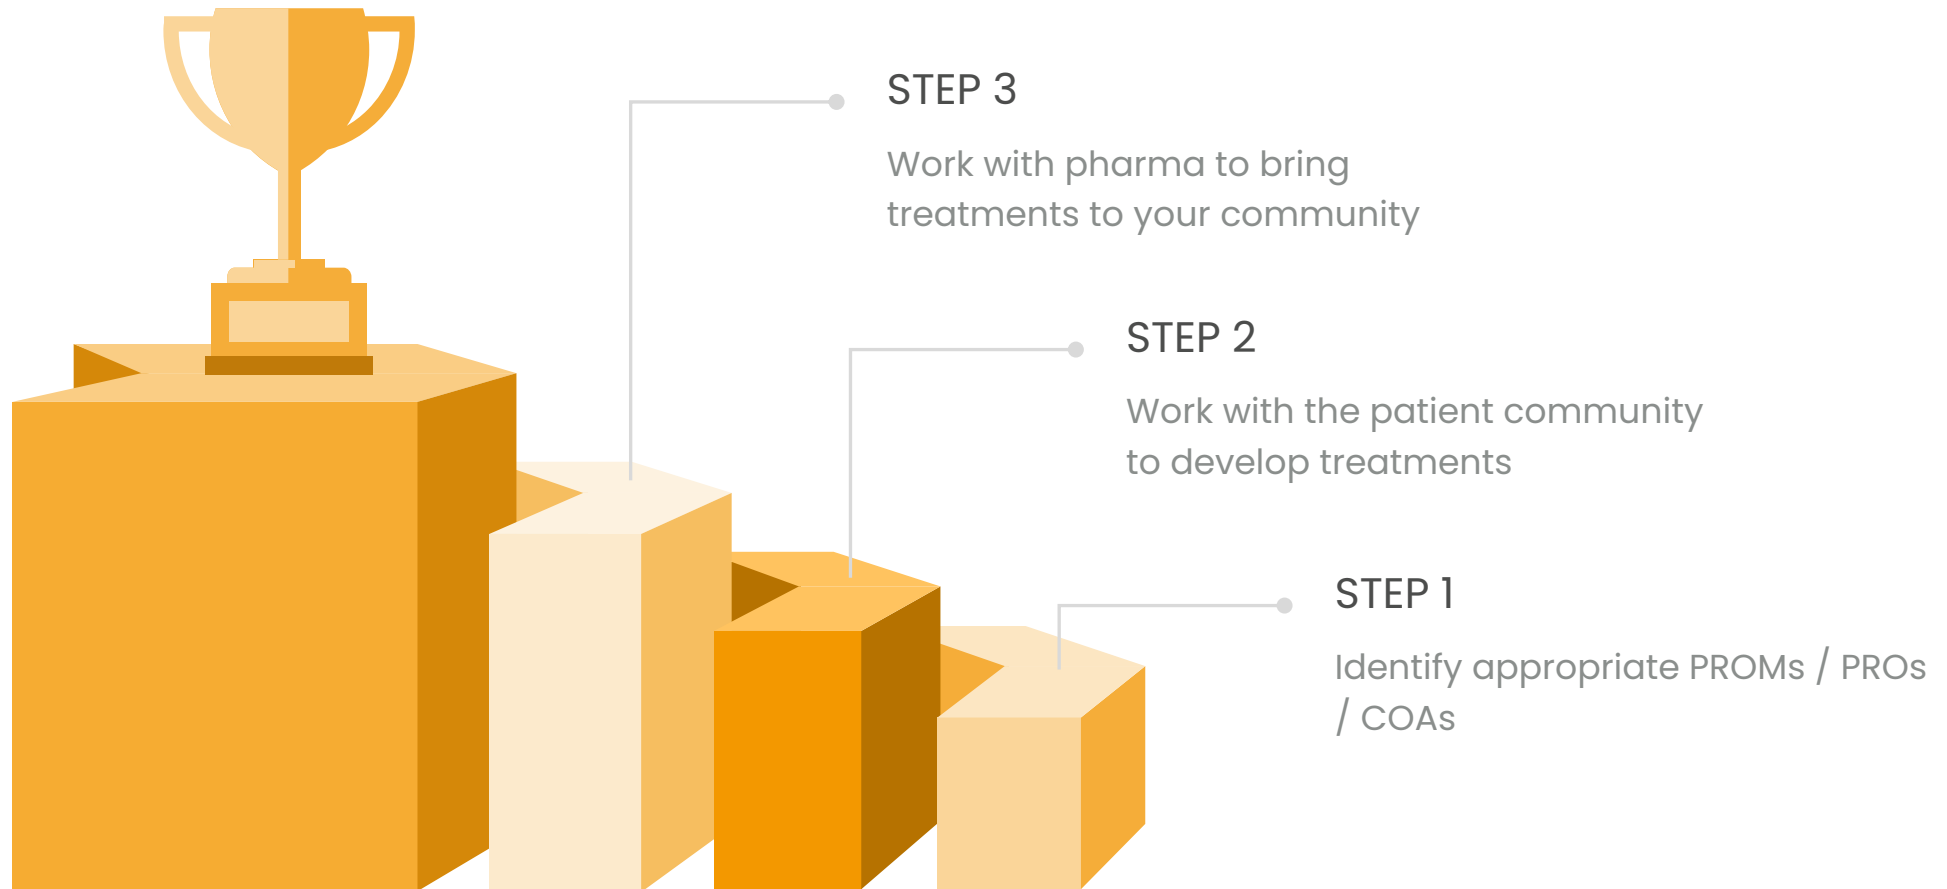 STEP 3
Work with pharma to bring
treatments to your community
STEP 2
Work with the patient community
to develop treatments
STEP 1
Identify appropriate PROMs / PROs
/ COAs